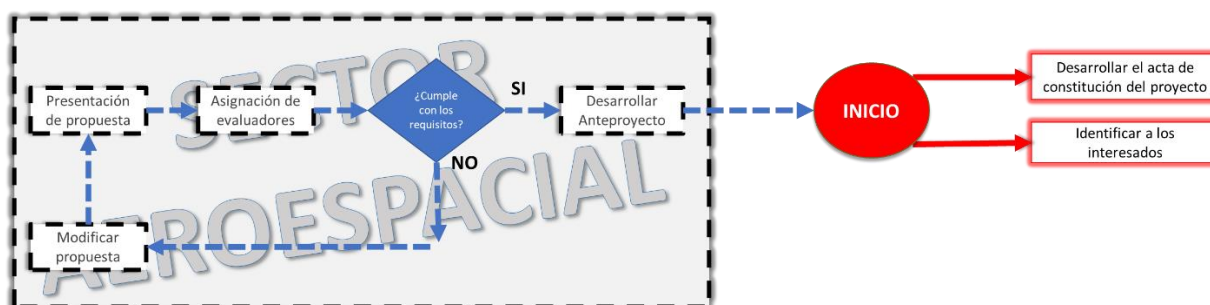 SECTOR
AEROESPACIAL
Presentación
de propuesta
Asignación de
evaluadores
¿Cumple
con los
requisitos?
SI
NO
Desarrollar
Anteproyecto
Modificar
propuesta
INICIO
Desarrollar el acta de
constitución del proyecto
Identificar a los
interesados